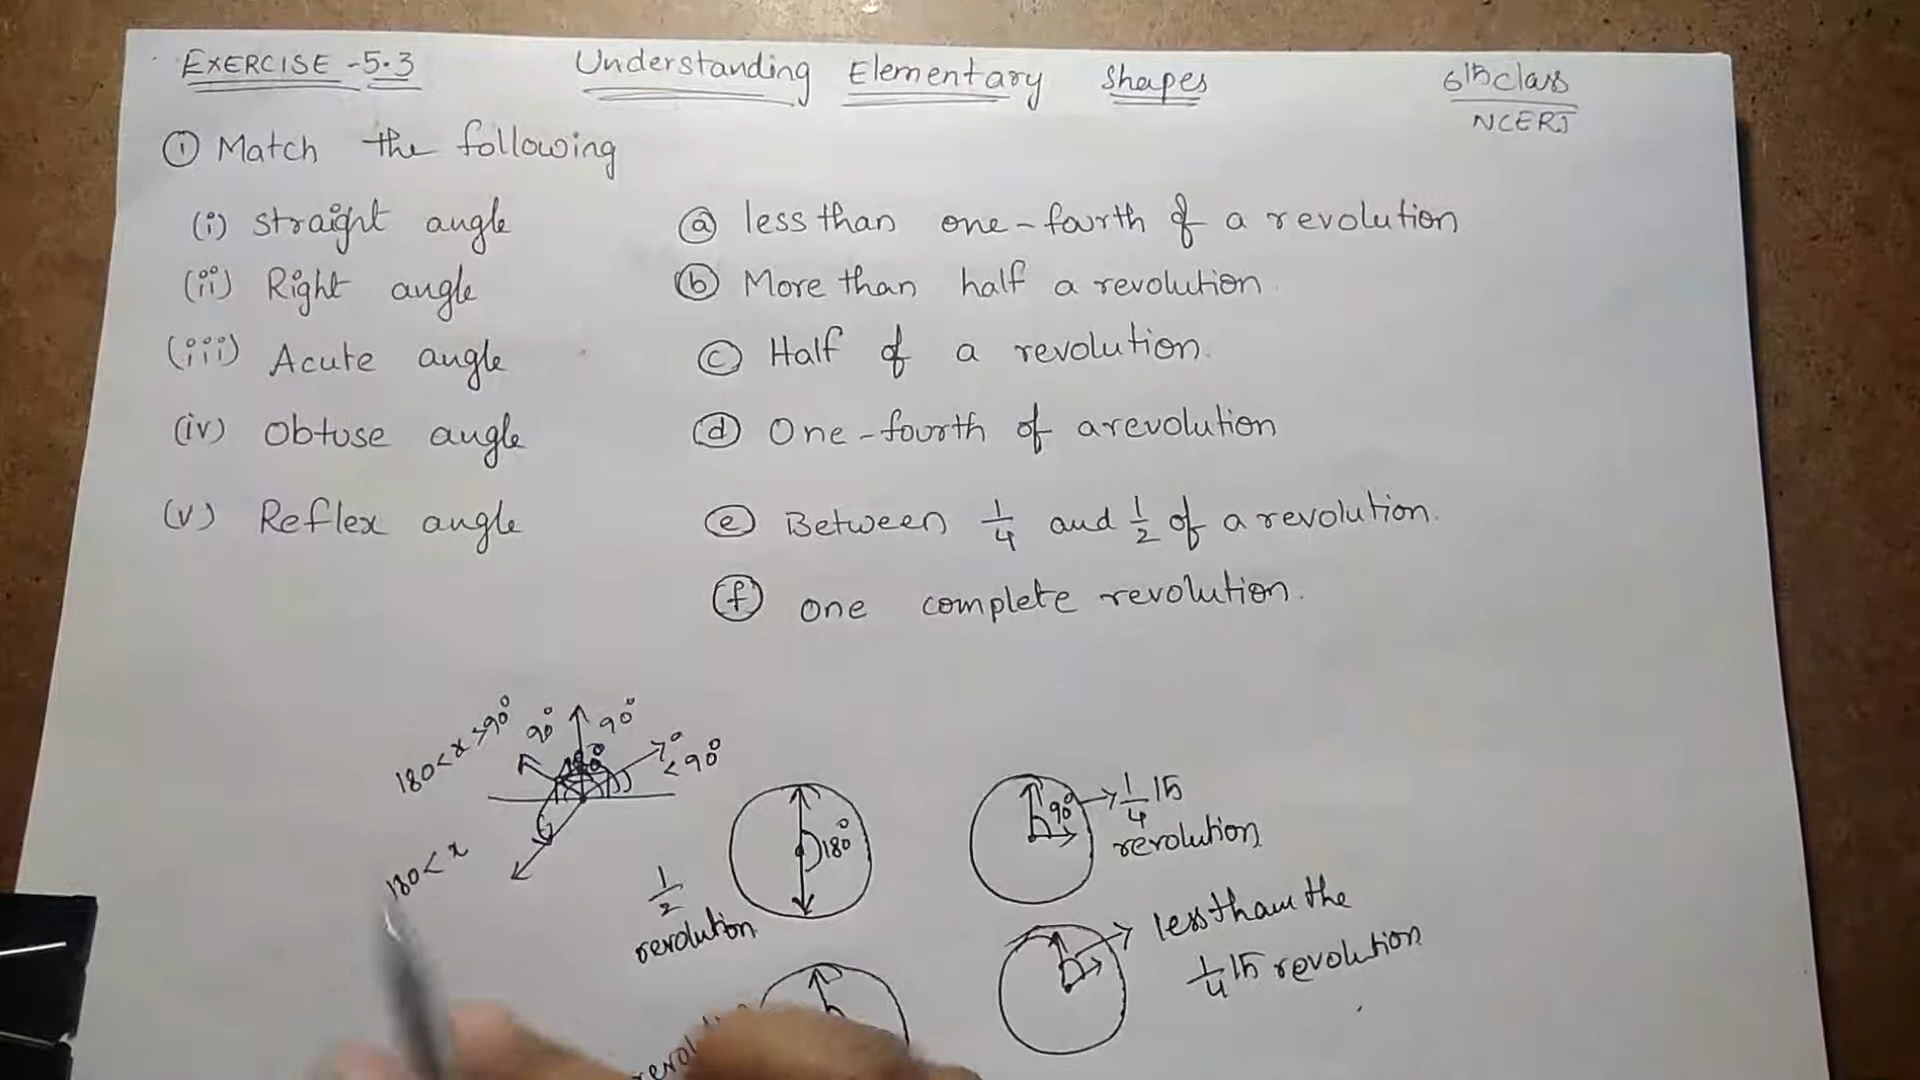 EXERCISE -5.3 Understanding Elementary shapes 6th class
NCERT
① Match the following
(i) straight angle ⓐ less than one-fourth of a revolution
(ii) Right angle ⓑ More than half a revolution
(iii) Acute angle ⓒ Half of a revolution.
(iv) Obtuse angle ⓓ One-fourth of a revolution
(v) Reflex angle ⓔ Between 1/4 and 1/2 of a revolution.
ⓕ one complete revolution.
180<x>90° 90° 90°
<90°
180<x
180°
1/2
revolution
90° 1/4 th
revolution
less than the
1/4 th revolution